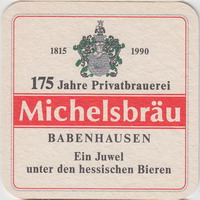 1815 1990
175 Jahre Privatbrauerei
Michelsbräu
BABENHAUSEN
Ein Juwel
unter den hessischen Bieren